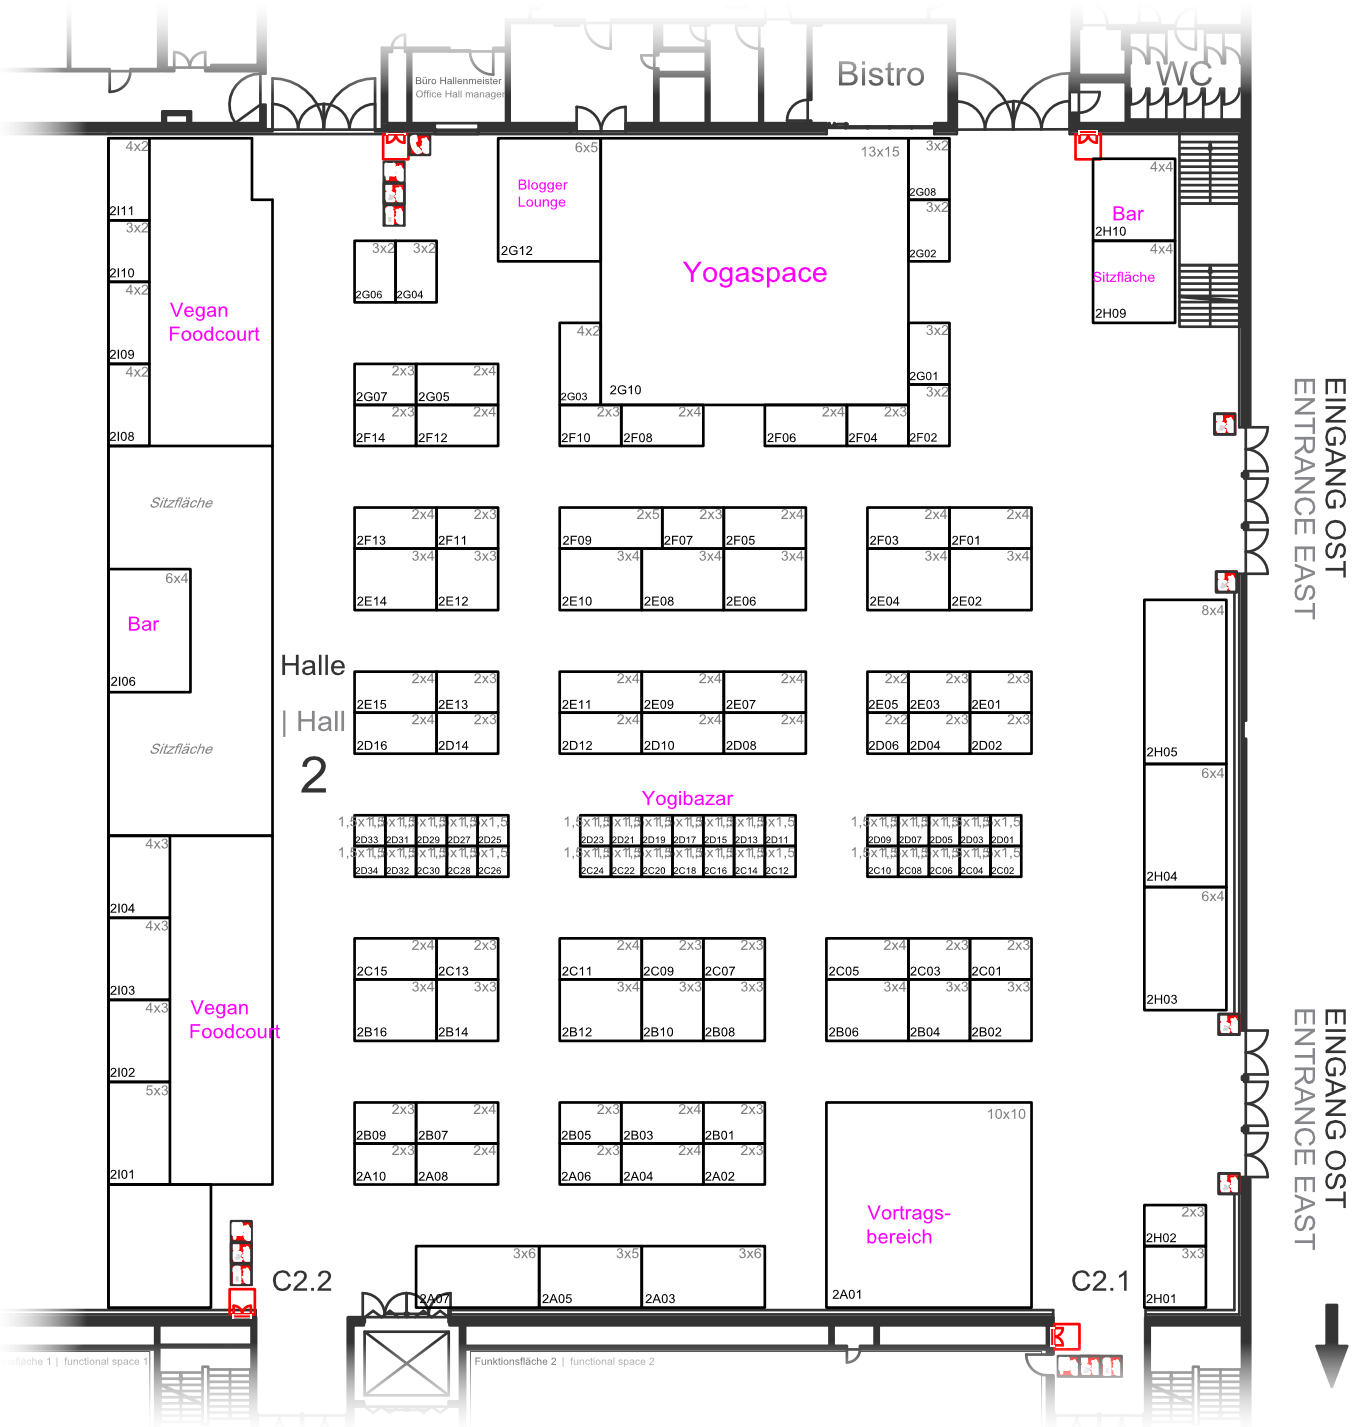 Büro Hallenmeister
Office Hall manager
Bistro
WC
4x2
2I11
3x2
2I10
4x2
2I09
4x2
2I08
Vegan
Foodcourt
6x5
Blogger
Lounge
2G12
13x15
Yogaspace
2G10
3x2
2G08
3x2
2G02
4x4
Bar
2H10
4x4
Sitzfläche
2H09
3x2
2G06
3x2
2G04
4x2
2G03
3x2
2G01
3x2
2F02
2x3
2G07
2x4
2G05
2x3
2F14
2x4
2F12
2x3
2F10
2x4
2F08
2x4
2F06
2x3
2F04
EINGANG OST
ENTRANCE EAST
Sitzfläche
6x4
Bar
2I06
Sitzfläche
2x4
2F13
2x3
2F11
2x5
2F09
2x3
2F07
2x4
2F05
2x4
2F03
2x4
2F01
3x4
2E14
3x3
2E12
3x4
2E10
3x4
2E08
3x4
2E06
3x4
2E04
3x4
2E02
Halle
| Hall
2
2x4
2E15
2x3
2E13
2x4
2E11
2x4
2E09
2x4
2E07
2x2
2E05
2x3
2E03
2x3
2E01
2x4
2D16
2x3
2D14
2x4
2D12
2x4
2D10
2x4
2D08
2x2
2D06
2x3
2D04
2x3
2D02
8x4
2H05
6x4
2H04
6x4
2H03
Yogibazar
2D33 2D31 2D29 2D27 2D25
2D23 2D21 2D19 2D17 2D15 2D13 2D11
2D09 2D07 2D05 2D03 2D01
2D34 2D32 2C30 2C28 2C26
2C24 2C22 2C20 2C18 2C16 2C14 2C12
2C10 2C08 2C06 2C04 2C02
4x3
2I04
4x3
2I03
4x3
2I02
5x3
2I01
Vegan
Foodcourt
2x4
2C15
2x3
2C13
2x4
2C11
2x3
2C09
2x3
2C07
2x4
2C05
2x3
2C03
2x3
2C01
3x4
2B16
3x3
2B14
3x4
2B12
3x3
2B10
3x3
2B08
3x4
2B06
3x3
2B04
3x3
2B02
2x3
2B09
2x4
2B07
2x3
2B05
2x4
2B03
2x3
2B01
2x3
2A10
2x4
2A08
2x3
2A06
2x4
2A04
2x3
2A02
10x10
Vortrags-
bereich
2A01
EINGANG OST
ENTRANCE EAST
2x3
2H02
3x3
2H01
3x6
2A07
3x5
2A05
3x6
2A03
C2.2
C2.1
1 | functional space 1
Funktionsfläche 2 | functional space 2